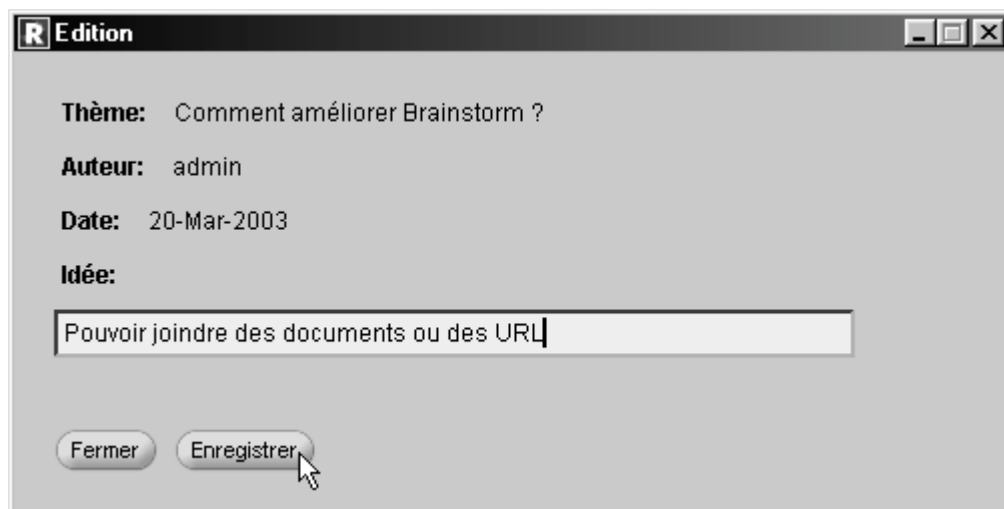 R Edition
Thème: Comment améliorer Brainstorm ?
Auteur: admin
Date: 20-Mar-2003
Idée:
Pouvoir joindre des documents ou des URL
Fermer Enregistrer